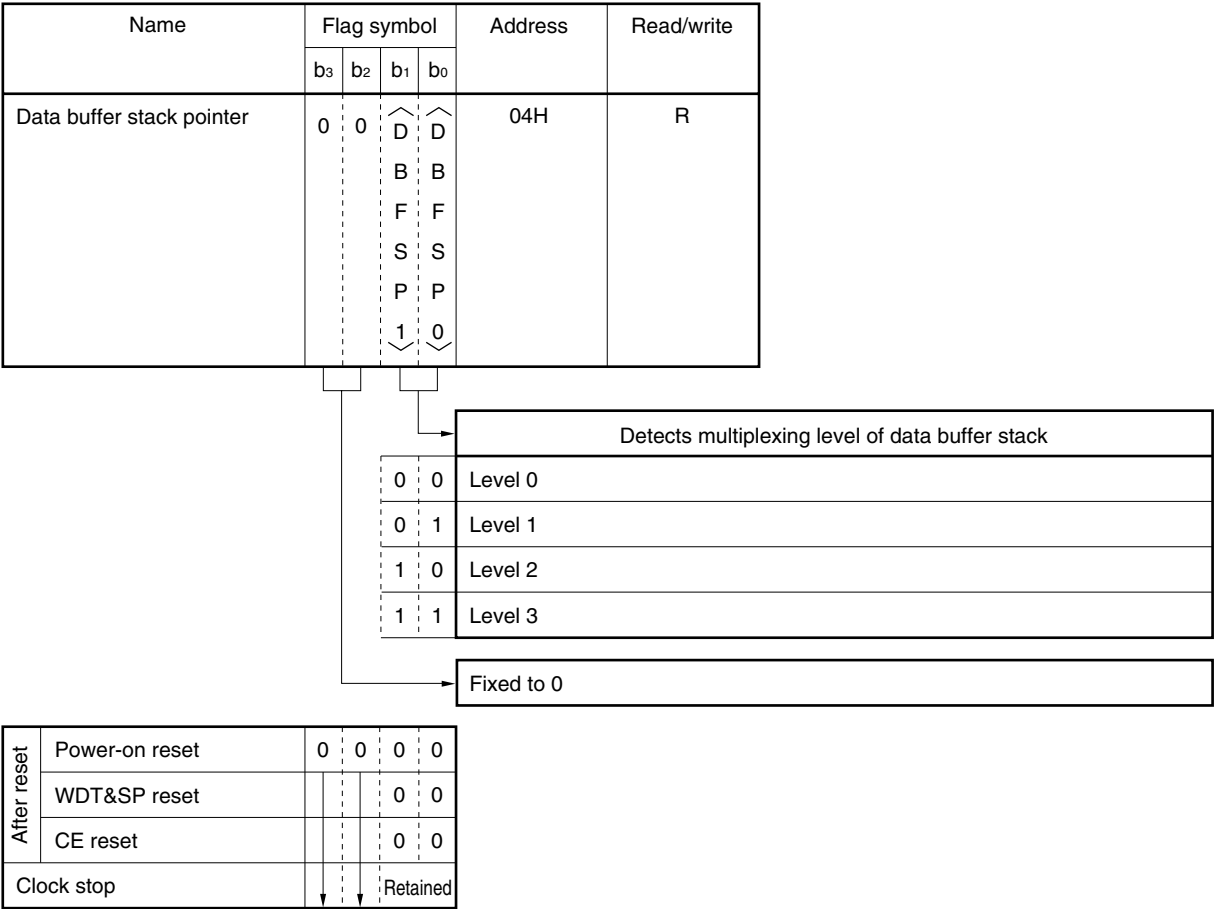 Name Flag symbol Address Read/write
b3 b2 b1 b0
Data buffer stack pointer 0 0 〈DBFSP1〉 〈DBFSP0〉 04H R
Detects multiplexing level of data buffer stack
0 0 Level 0
0 1 Level 1
1 0 Level 2
1 1 Level 3
Fixed to 0
After reset
Power-on reset 0 0 0 0
WDT&SP reset 0 0
CE reset 0 0
Clock stop Retained